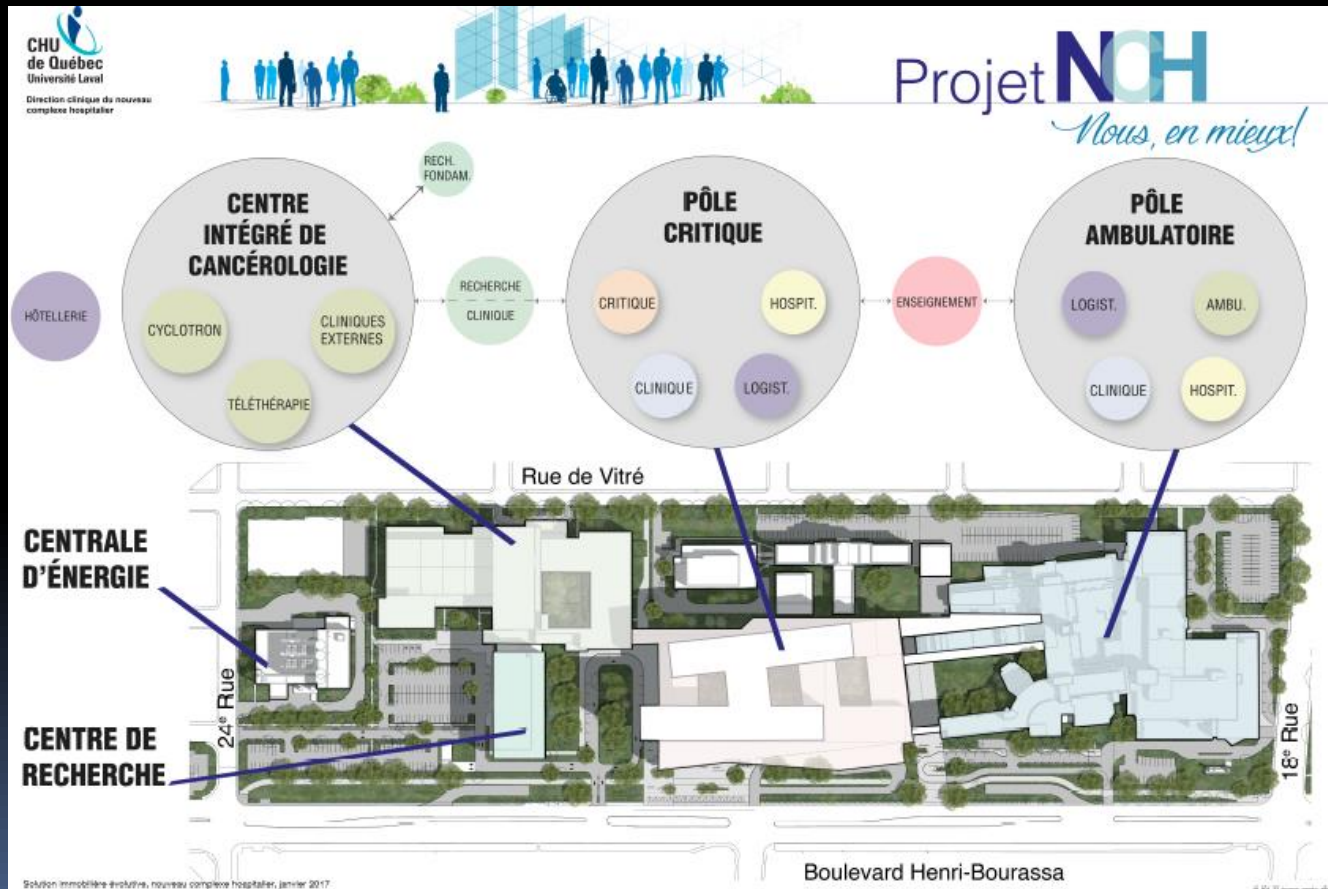 CHU
de Québec
Université Laval
Direction clinique du nouveau
complexe hospitalier
Projet NCH
Nous, en mieux!
RECH.
FONDAM.
CENTRE
INTÉGRÉ DE
CANCÉROLOGIE
CYCLOTRON
CLINIQUES
EXTERNES
TÉLÉTHÉRAPIE
HÔTELLERIE
RECHERCHE
CLINIQUE
PÔLE
CRITIQUE
CRITIQUE
HOSPIT.
CLINIQUE
LOGIST.
ENSEIGNEMENT
PÔLE
AMBULATOIRE
LOGIST.
AMBU.
CLINIQUE
HOSPIT.
Rue de Vitré
CENTRALE
D'ÉNERGIE
24e Rue
CENTRE DE
RECHERCHE
18e Rue
Boulevard Henri-Bourassa
Solution immobilière évolutive, nouveau complexe hospitalier, janvier 2017